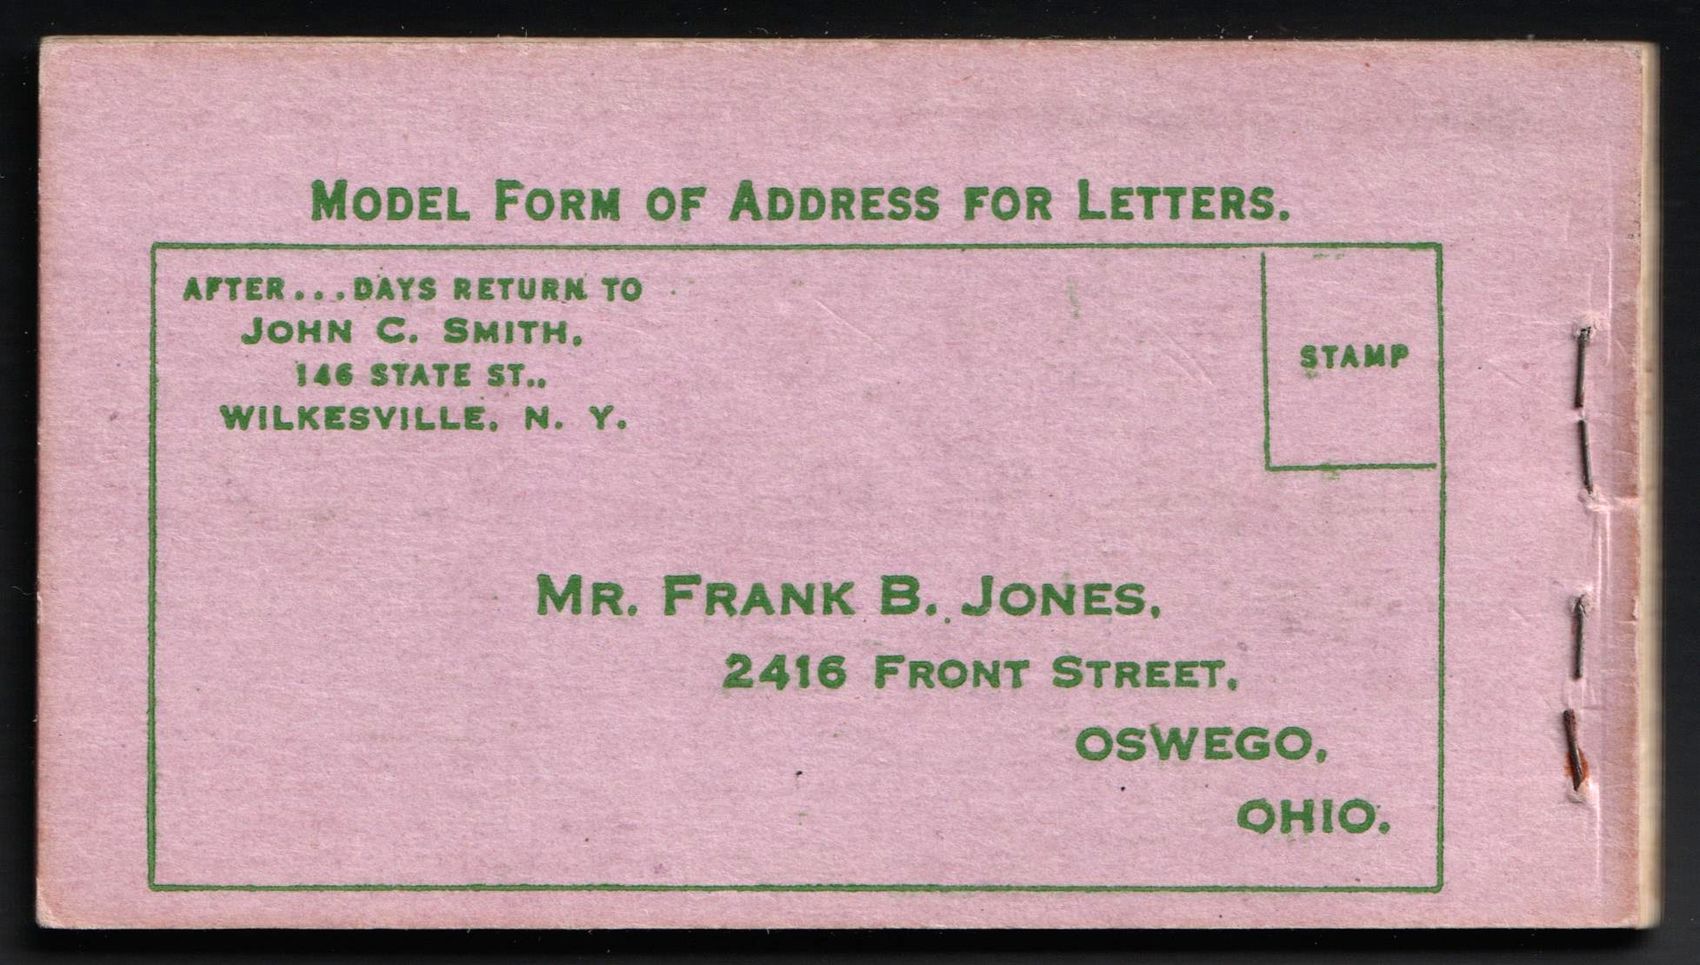 MODEL FORM OF ADDRESS FOR LETTERS.
AFTER...DAYS RETURN TO
JOHN C. SMITH,
146 STATE ST.,
WILKESVILLE, N. Y.
STAMP
MR. FRANK B. JONES,
2416 FRONT STREET,
OSWEGO,
OHIO.